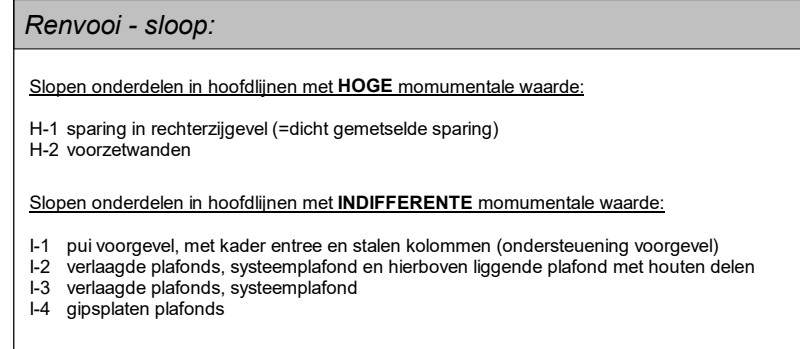 Renvooi - sloop:
Slopen onderdelen in hoofdlijnen met HOGE momumentale waarde:
H-1 sparing in rechterzijgevel (=dicht gemetselde sparing)
H-2 voorzetwanden
Slopen onderdelen in hoofdlijnen met INDIFFERENTE momumentale waarde:
I-1 pui voorgevel, met kader entree en stalen kolommen (ondersteuening voorgevel)
I-2 verlaagde plafonds, systeemplafond en hierboven liggende plafond met houten delen
I-3 verlaagde plafonds, systeemplafond
I-4 gipsplaten plafonds